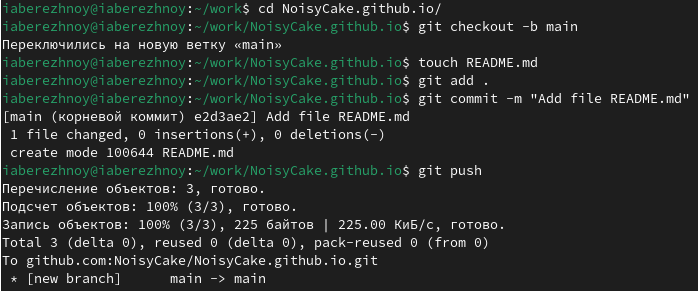 iaberezhnoy@iaberezhnoy:~/work$ cd NoisyCake.github.io/
iaberezhnoy@iaberezhnoy:~/work/NoisyCake.github.io$ git checkout -b main
Переключились на новую ветку «main»
iaberezhnoy@iaberezhnoy:~/work/NoisyCake.github.io$ touch README.md
iaberezhnoy@iaberezhnoy:~/work/NoisyCake.github.io$ git add .
iaberezhnoy@iaberezhnoy:~/work/NoisyCake.github.io$ git commit -m "Add file README.md"
[main (корневой коммит) e2d3ae2] Add file README.md
 1 file changed, 0 insertions(+), 0 deletions(-)
 create mode 100644 README.md
iaberezhnoy@iaberezhnoy:~/work/NoisyCake.github.io$ git push
Перечисление объектов: 3, готово.
Подсчет объектов: 100% (3/3), готово.
Запись объектов: 100% (3/3), 225 байтов | 225.00 КиБ/с, готово.
Total 3 (delta 0), reused 0 (delta 0), pack-reused 0 (from 0)
To github.com:NoisyCake/NoisyCake.github.io.git
 * [new branch]      main -> main